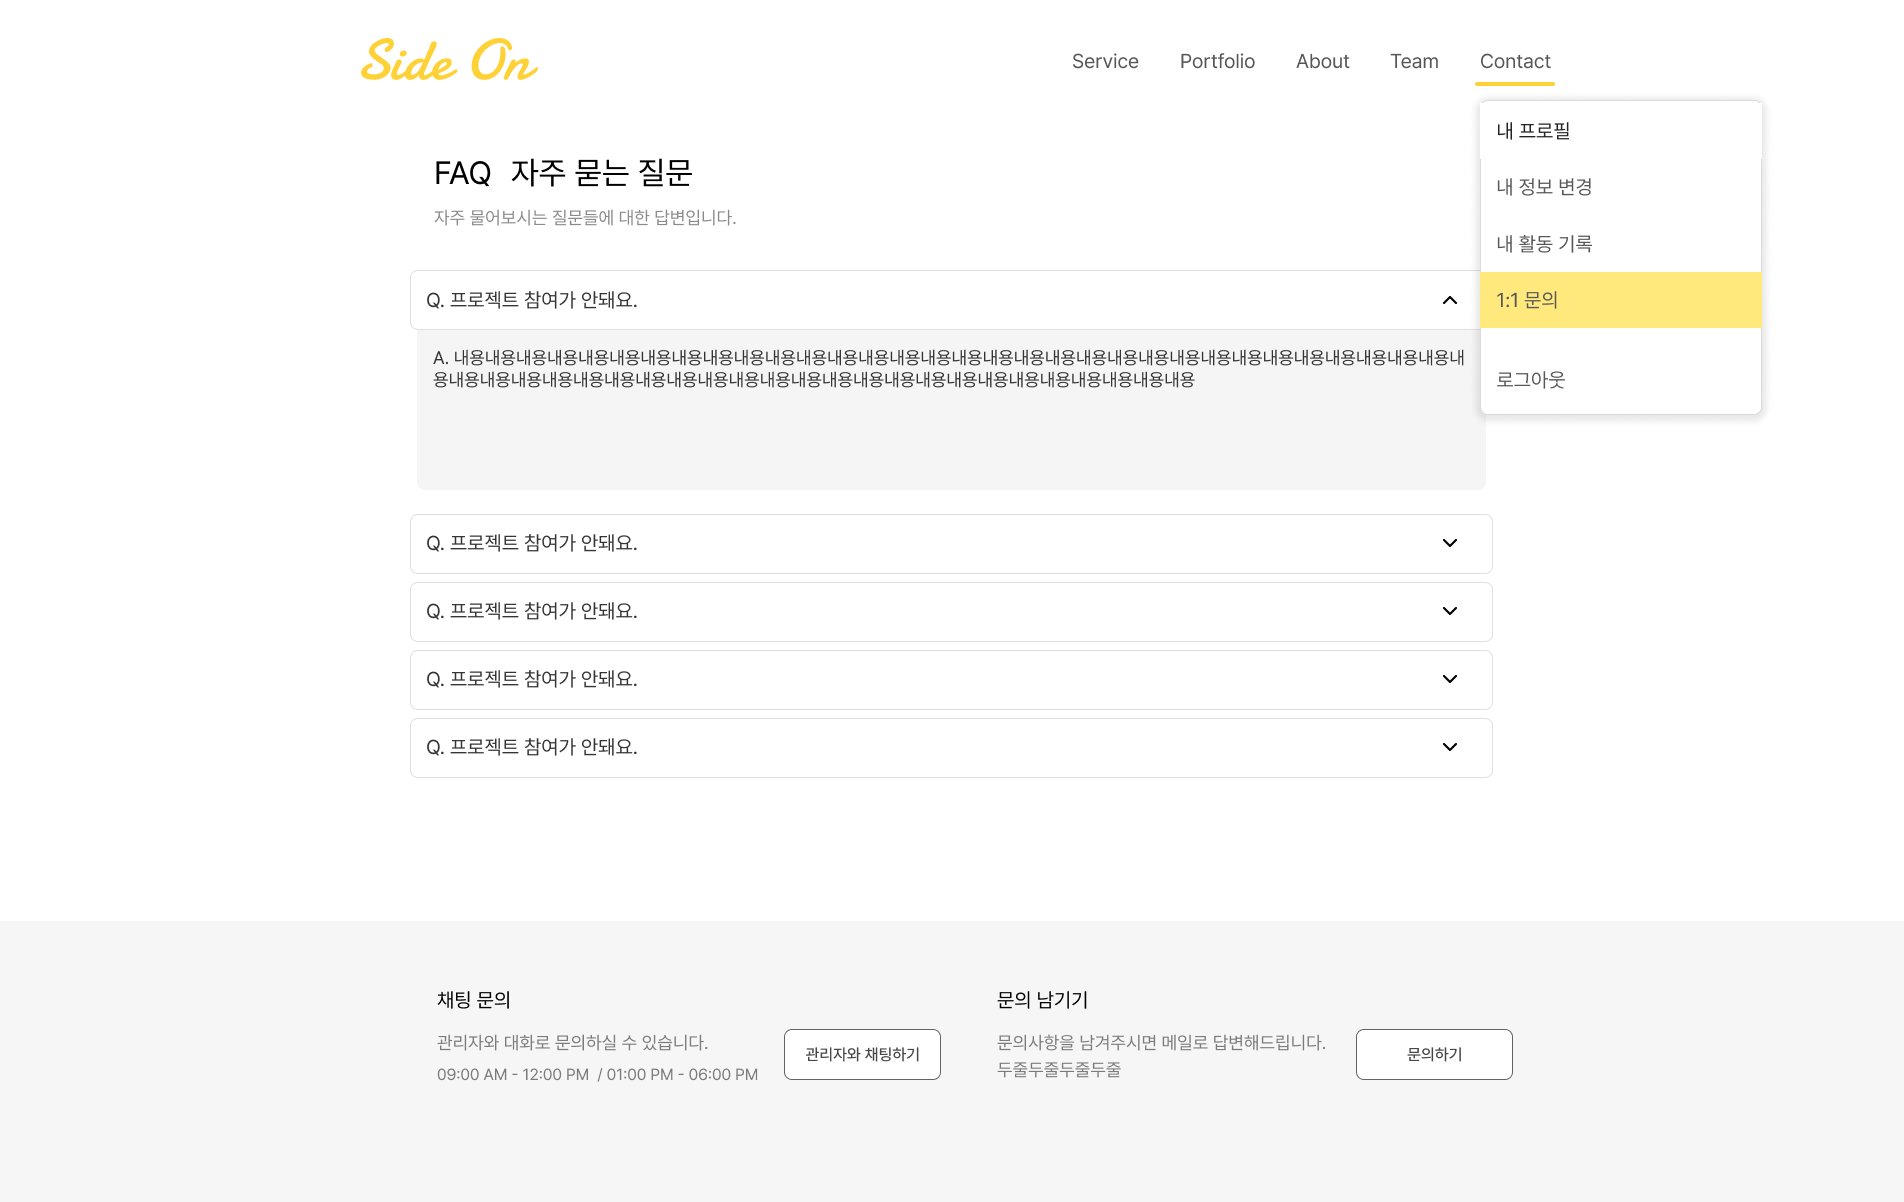 Side On
Service Portfolio About Team Contact
내 프로필
내 정보 변경
내 활동 기록
1:1 문의
로그아웃
FAQ 자주 묻는 질문
자주 물어보시는 질문들에 대한 답변입니다.
Q. 프로젝트 참여가 안돼요.
A. 내용내용내용내용내용내용내용내용내용내용내용내용내용내용내용내용내용내용내용내용내용내용내용내용내용내용내용내용내용내용내용내용내
용내용내용내용내용내용내용내용내용내용내용내용내용내용내용내용내용내용내용내용내용내용내용내용내용
Q. 프로젝트 참여가 안돼요.
Q. 프로젝트 참여가 안돼요.
Q. 프로젝트 참여가 안돼요.
Q. 프로젝트 참여가 안돼요.
채팅 문의
관리자와 대화로 문의하실 수 있습니다.
09:00 AM - 12:00 PM / 01:00 PM - 06:00 PM
관리자와 채팅하기
문의 남기기
문의사항을 남겨주시면 메일로 답변해드립니다.
두줄두줄두줄두줄
문의하기